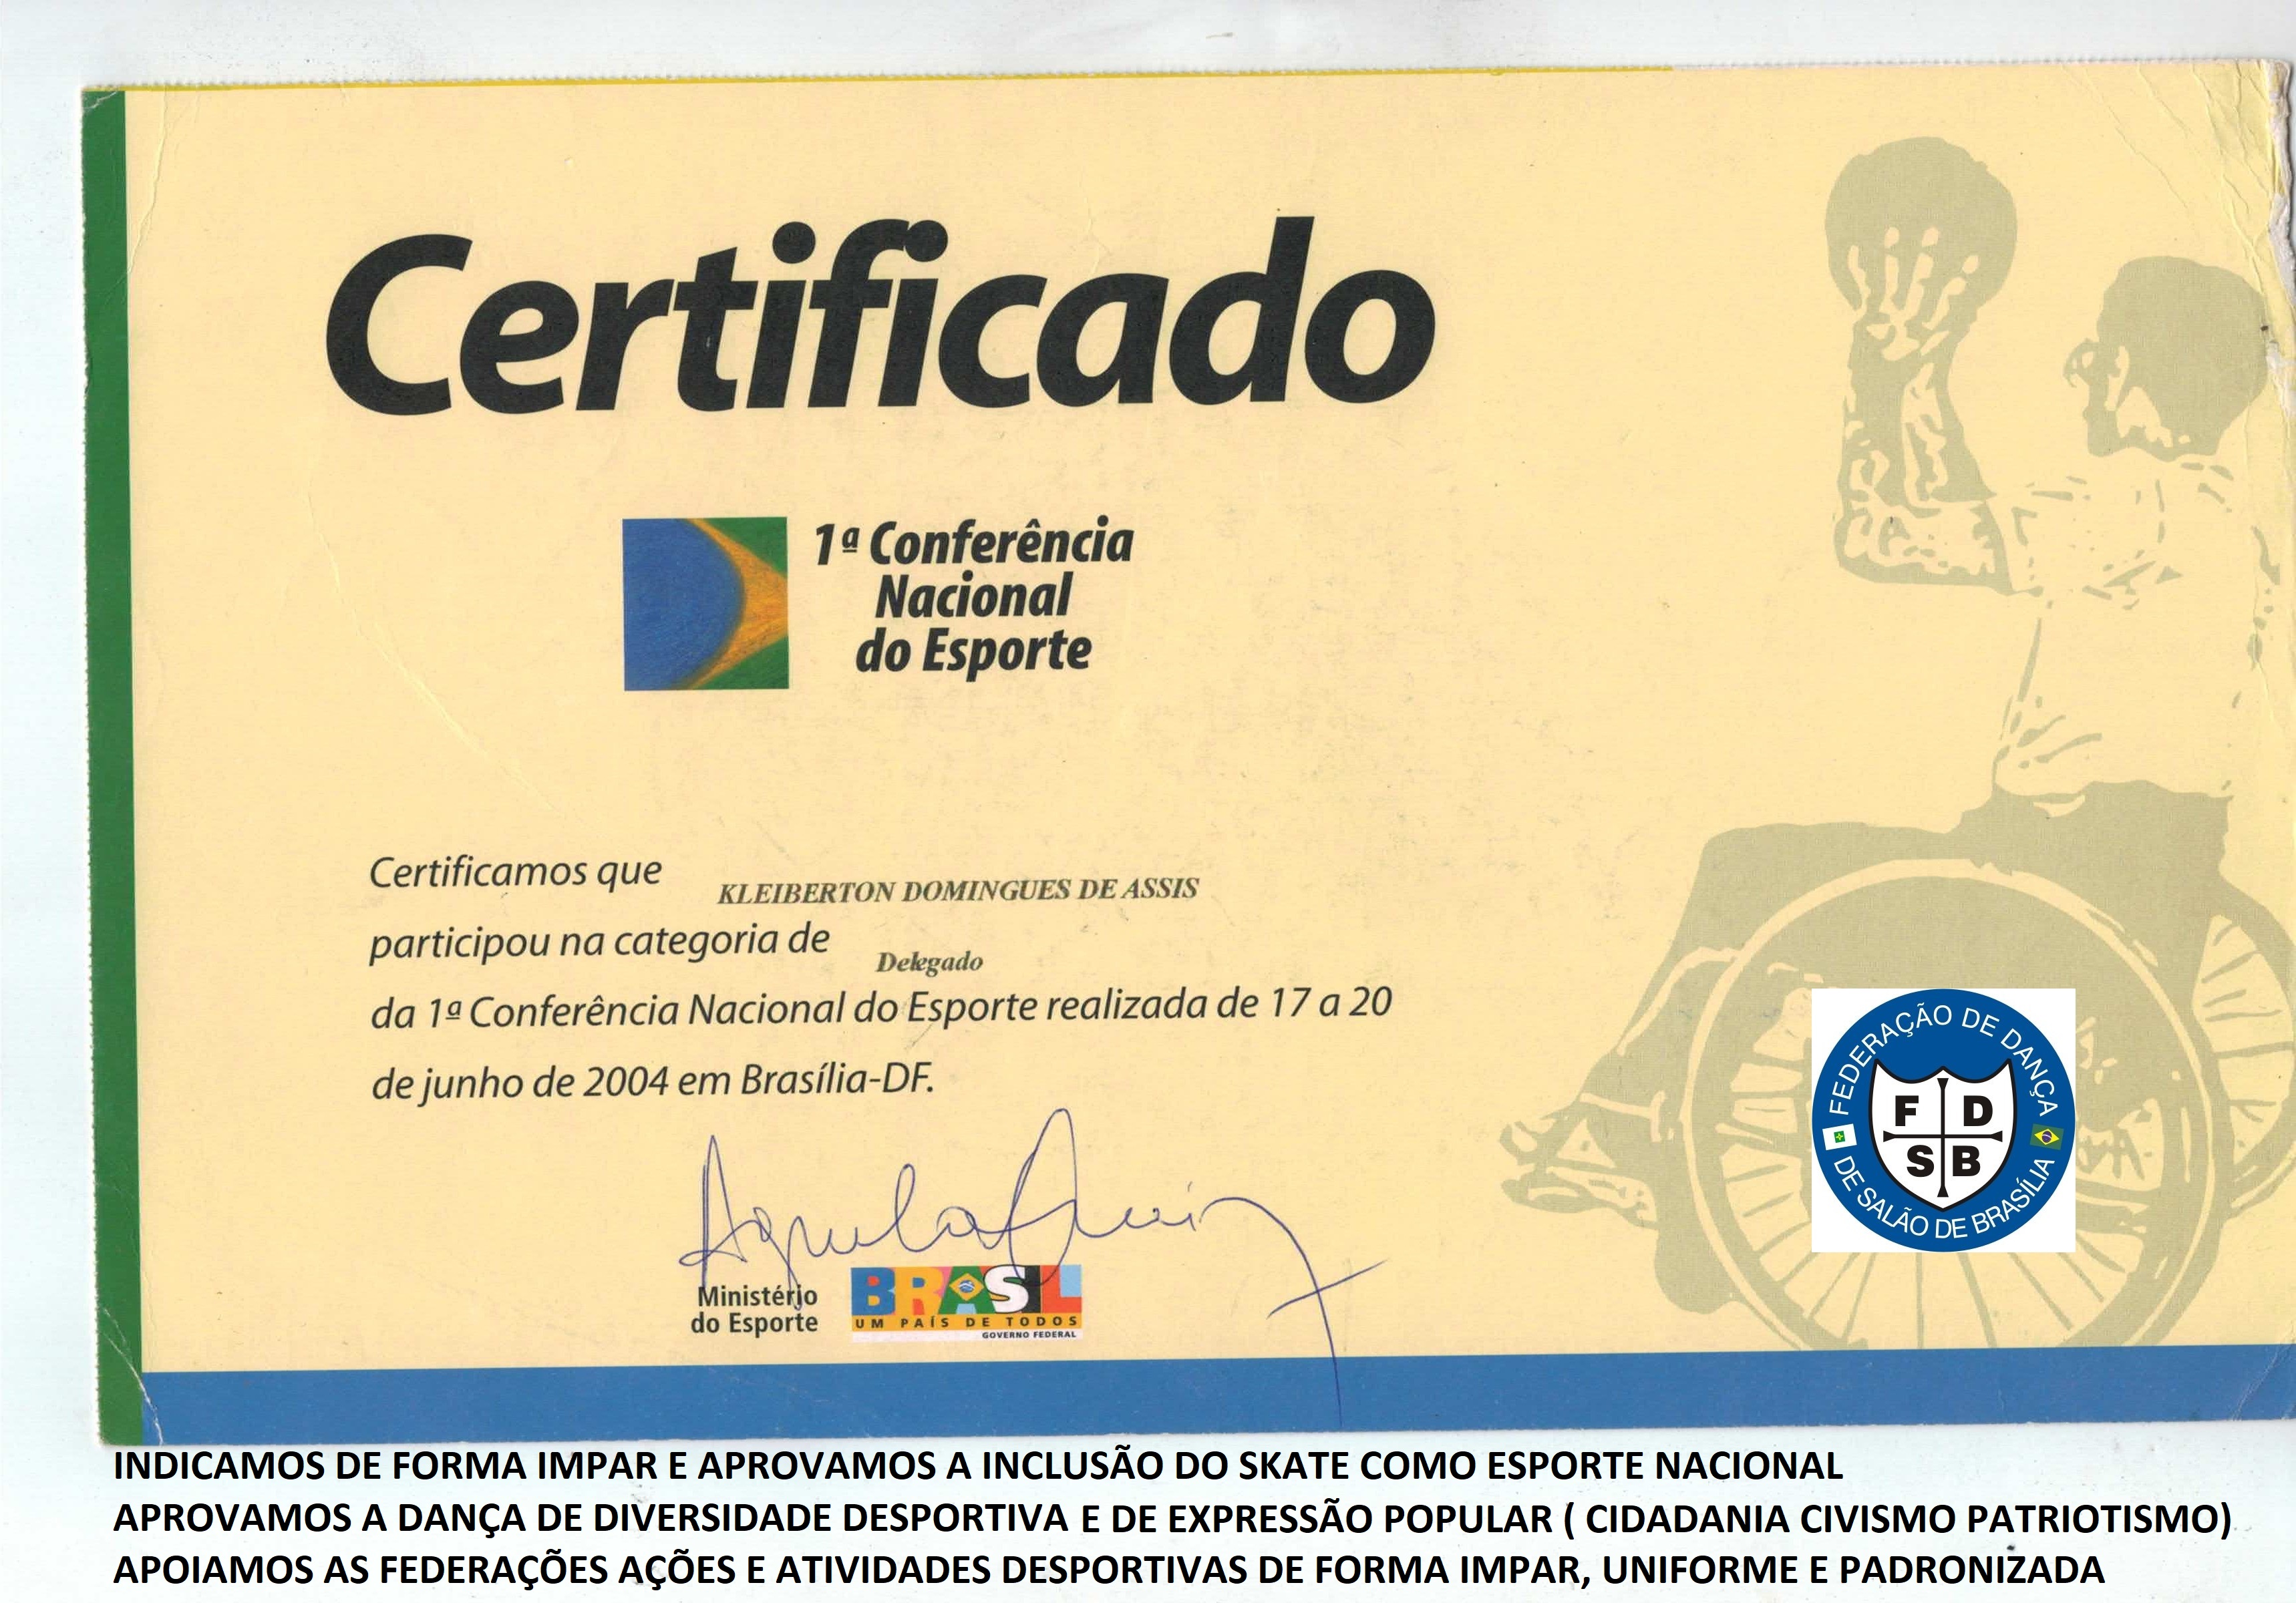 Certificado
1ª Conferência
Nacional
do Esporte
Certificamos que KLEIBERTON DOMINGUES DE ASSIS
participou na categoria de Delegado
da 1ª Conferência Nacional do Esporte realizada de 17 a 20
de junho de 2004 em Brasília-DF.
FEDERAÇÃO DE DANÇA
F D
S B
DE SALÃO DE BRASÍLIA
Ministério
do Esporte
BRASIL
UM PAÍS DE TODOS
GOVERNO FEDERAL
INDICAMOS DE FORMA IMPAR E APROVAMOS A INCLUSÃO DO SKATE COMO ESPORTE NACIONAL
APROVAMOS A DANÇA DE DIVERSIDADE DESPORTIVA E DE EXPRESSÃO POPULAR ( CIDADANIA CIVISMO PATRIOTISMO)
APOIAMOS AS FEDERAÇÕES AÇÕES E ATIVIDADES DESPORTIVAS DE FORMA IMPAR, UNIFORME E PADRONIZADA